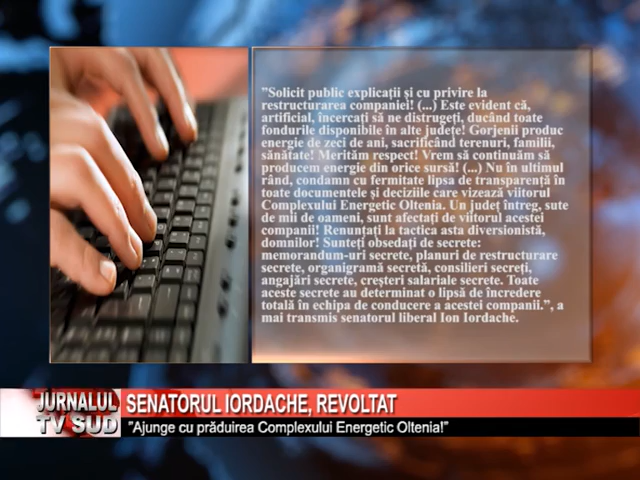 ”Solicit public explicații și cu privire la
restructurarea companiei! (...) Este evident că,
artificial, încercați să ne distrugeți, ducând toate
fondurile disponibile în alte județe! Gorjenii produc
energie de zeci de ani, sacrificând terenuri, familii,
sănătate! Merităm respect! Vrem să continuăm să
producem energie din orice sursă! (...) Nu în ultimul
rând, condamn cu fermitate lipsa de transparență în
toate documentele și deciziile care vizează viitorul
Complexului Energetic Oltenia. Un județ întreg, sute
de mii de oameni, sunt afectați de viitorul acestei
companii! Renunțați la tactica asta diversionistă,
domnilor! Sunteți obsedați de secrete:
memorandum-uri secrete, planuri de restructurare
secrete, organigramă secretă, consilieri secreți,
angajări secrete, creșteri salariale secrete. Toate
aceste secrete au determinat o lipsă de încredere
totală în echipa de conducere a acestei companii.”, a
mai transmis senatorul liberal Ion Iordache.
JURNALUL
TV SUD
SENATORUL IORDACHE, REVOLTAT
”Ajunge cu prăduirea Complexului Energetic Oltenia!”